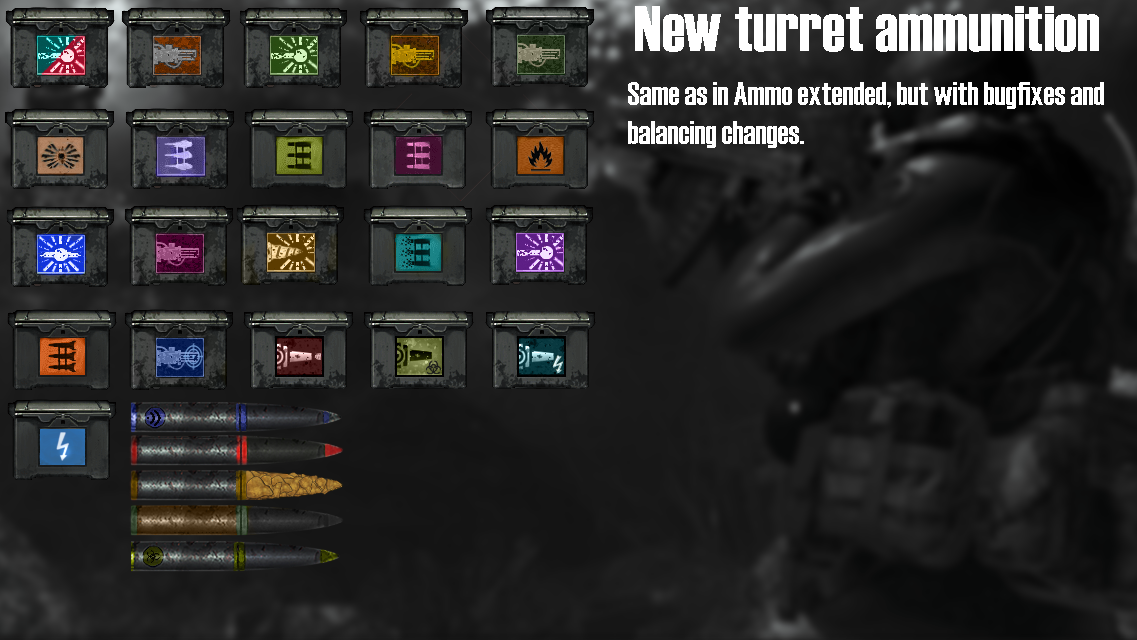 New turret ammunition
Same as in Ammo extended, but with bugfixes and
balancing changes.